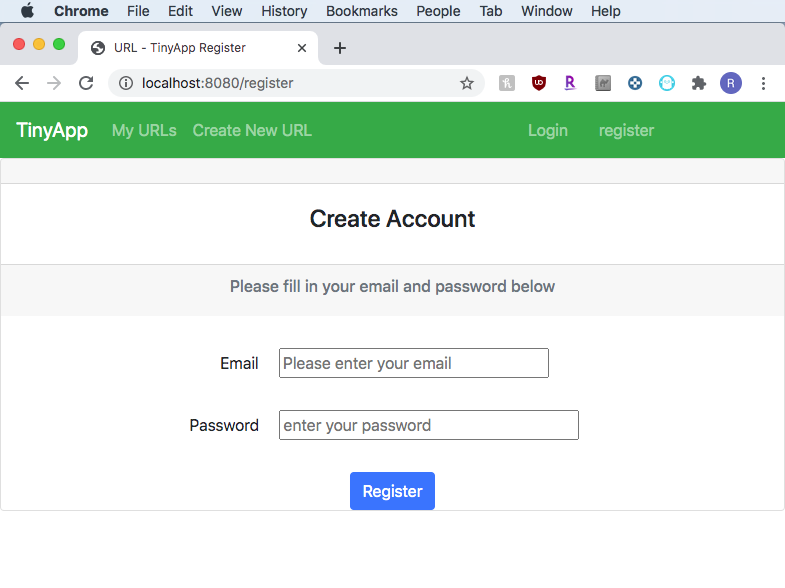 Chrome File Edit View History Bookmarks People Tab Window Help
URL - TinyApp Register
localhost:8080/register
R
TinyApp My URLs Create New URL Login register
Create Account
Please fill in your email and password below
Email Please enter your email
Password enter your password
Register